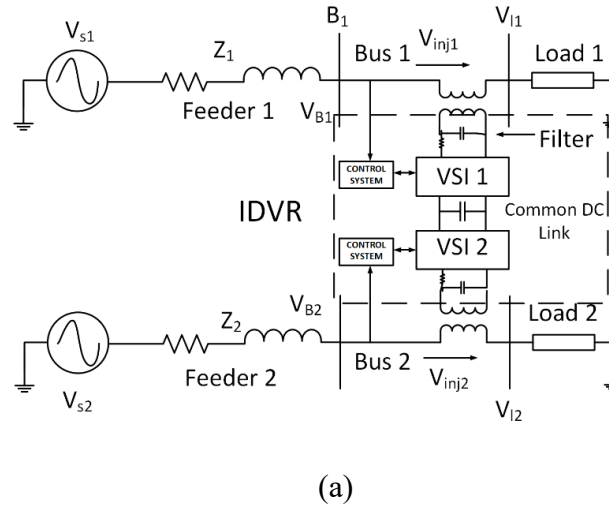 V_s1
Z_1
Feeder 1
B_1
Bus 1
V_inj1
V_l1
Load 1
V_B1
Filter
CONTROL
SYSTEM
VSI 1
IDVR
Common DC
Link
CONTROL
SYSTEM
VSI 2
V_B2
Z_2
Feeder 2
V_s2
Bus 2
V_inj2
Load 2
V_l2
(a)